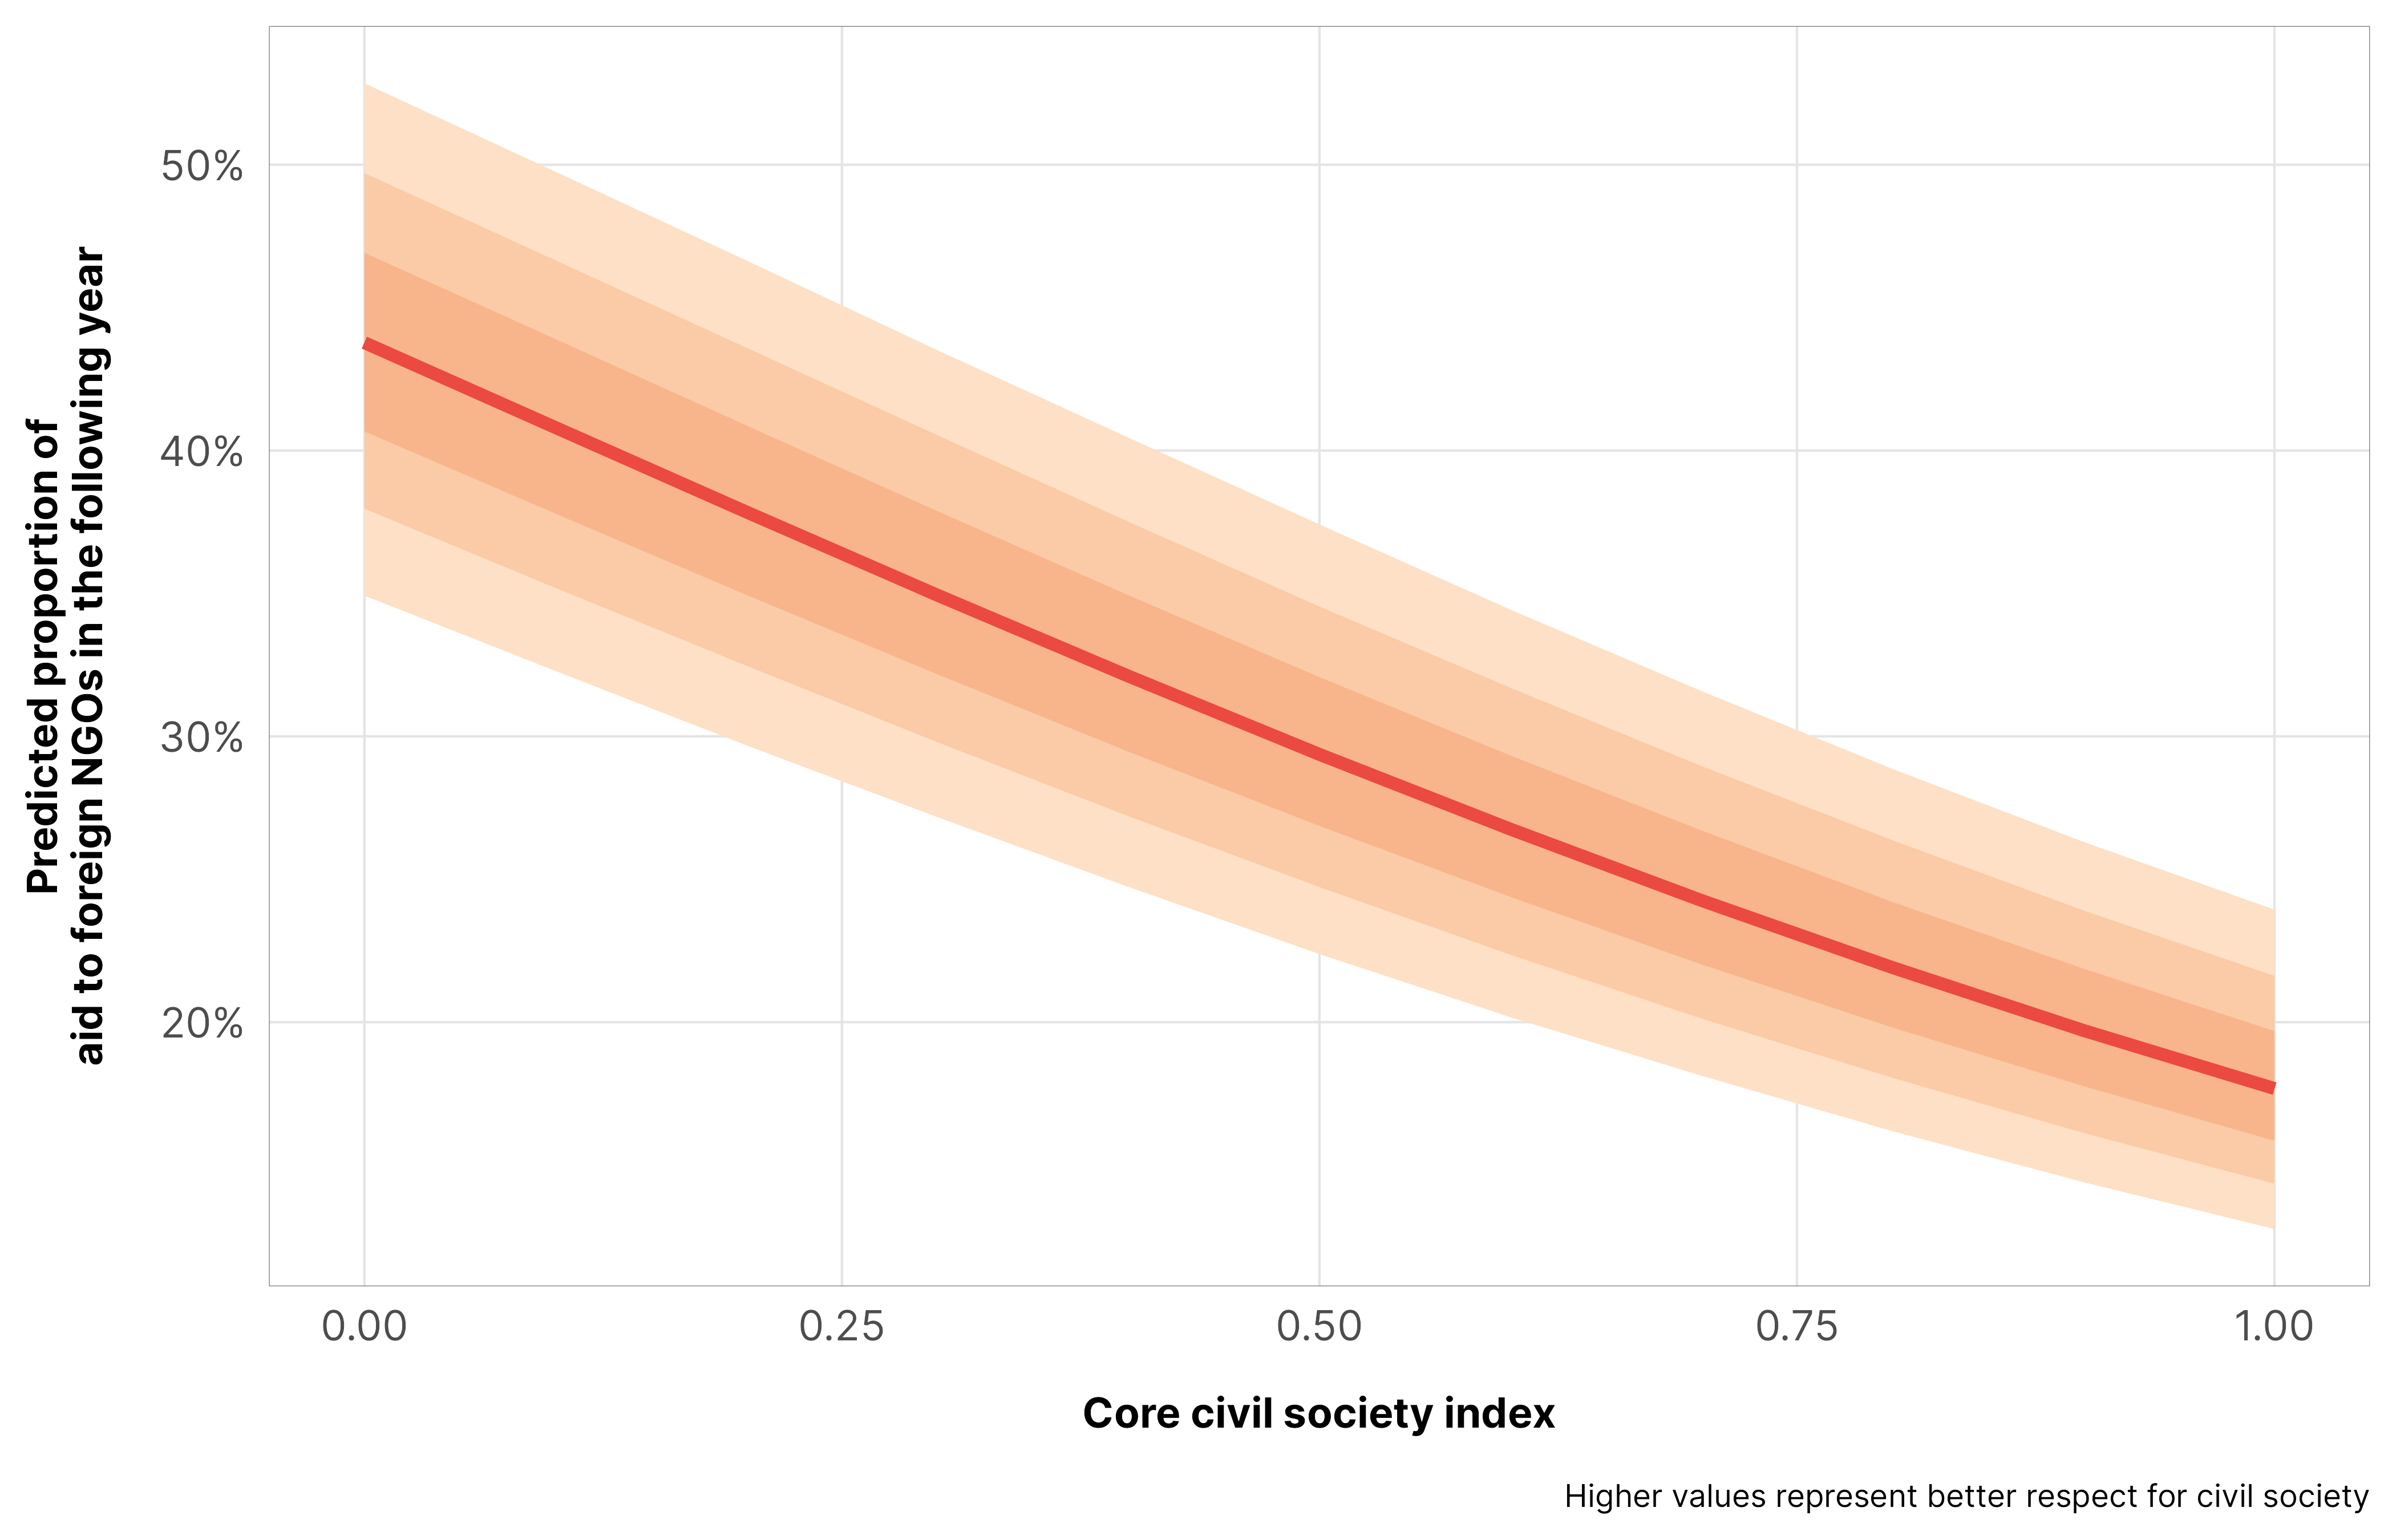 Predicted proportion of
aid to foreign NGOs in the following year
50%
40%
30%
20%
0.00
0.25
0.50
0.75
1.00
Core civil society index
Higher values represent better respect for civil society